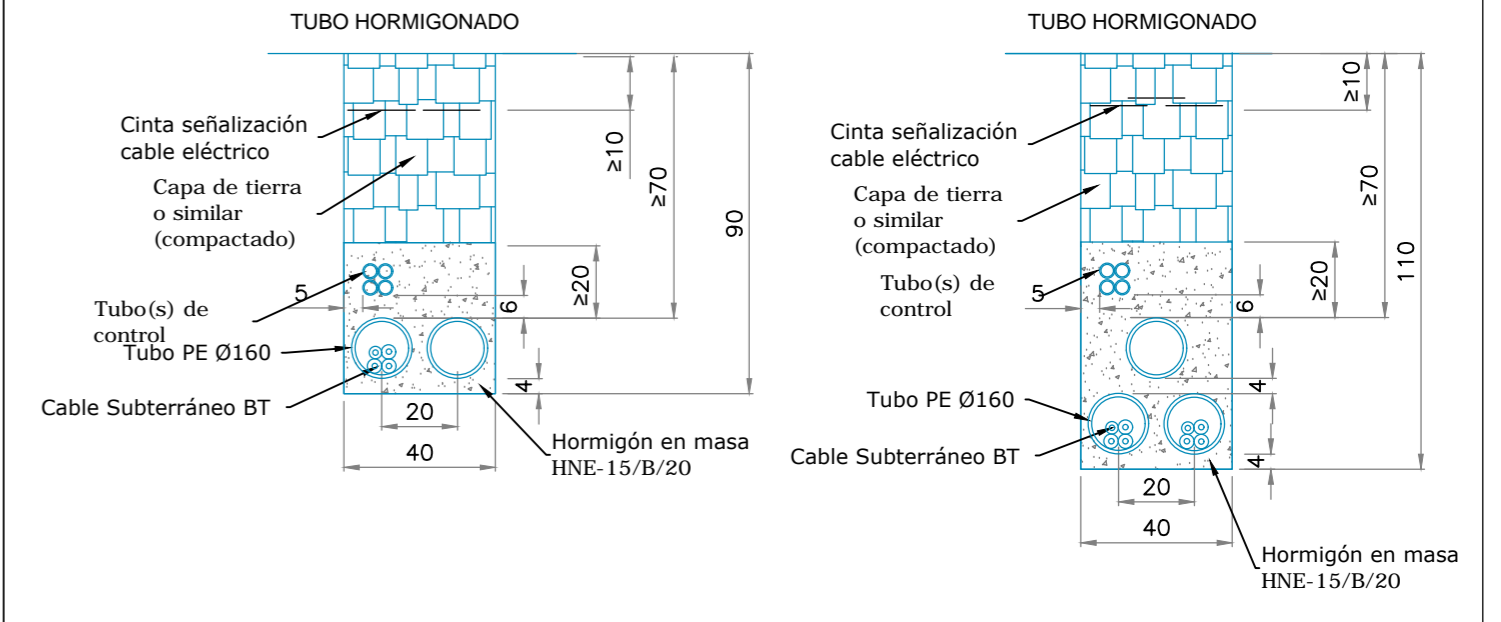 TUBO HORMIGONADO
Cinta señalización
cable eléctrico
Capa de tierra
o similar
(compactado)
Tubo(s) de
control
Tubo PE Ø160
Cable Subterráneo BT
Hormigón en masa
HNE-15/B/20
5
20
40
≥10
≥70
90
≥20
6
4
TUBO HORMIGONADO
Cinta señalización
cable eléctrico
Capa de tierra
o similar
(compactado)
Tubo(s) de
control
Tubo PE Ø160
Cable Subterráneo BT
Hormigón en masa
HNE-15/B/20
5
20
40
≥10
≥70
110
≥20
6
4
4